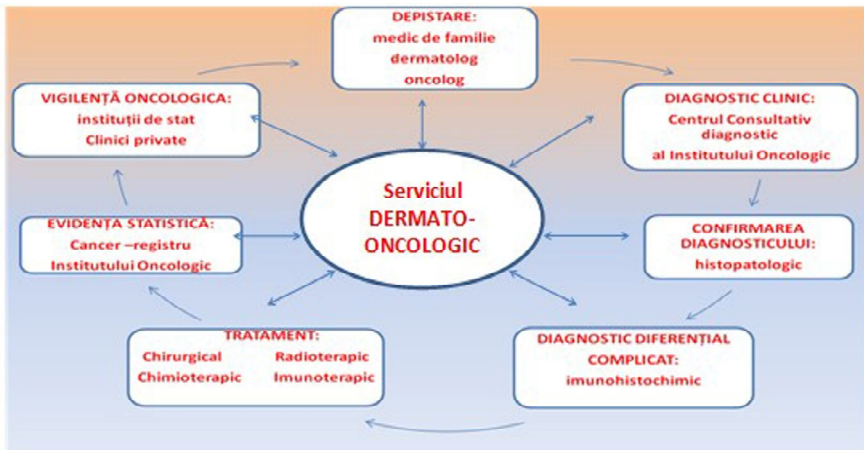 DEPISTARE:
medic de familie
dermatolog
oncolog
DIAGNOSTIC CLINIC:
Centrul Consultativ
diagnostic
al Institutului Oncologic
CONFIRMAREA
DIAGNOSTICULUI:
histopatologic
DIAGNOSTIC DIFERENȚIAL
COMPLICAT:
imunohistochimic
TRATAMENT:
Chirurgical Radioterapic
Chimioterapic Imunoterapic
EVIDENȚA STATISTICĂ:
Cancer –registru
Institutului Oncologic
VIGILENȚĂ ONCOLOGICA:
instituții de stat
Clinici private
Serviciul
DERMATO-
ONCOLOGIC